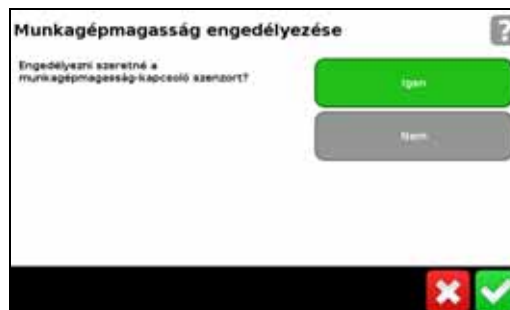 Munkagépmagasság engedélyezése
?
Engedélyezni szeretné a
munkagépmagasság-kapcsoló szenzort?
Igen
Nem